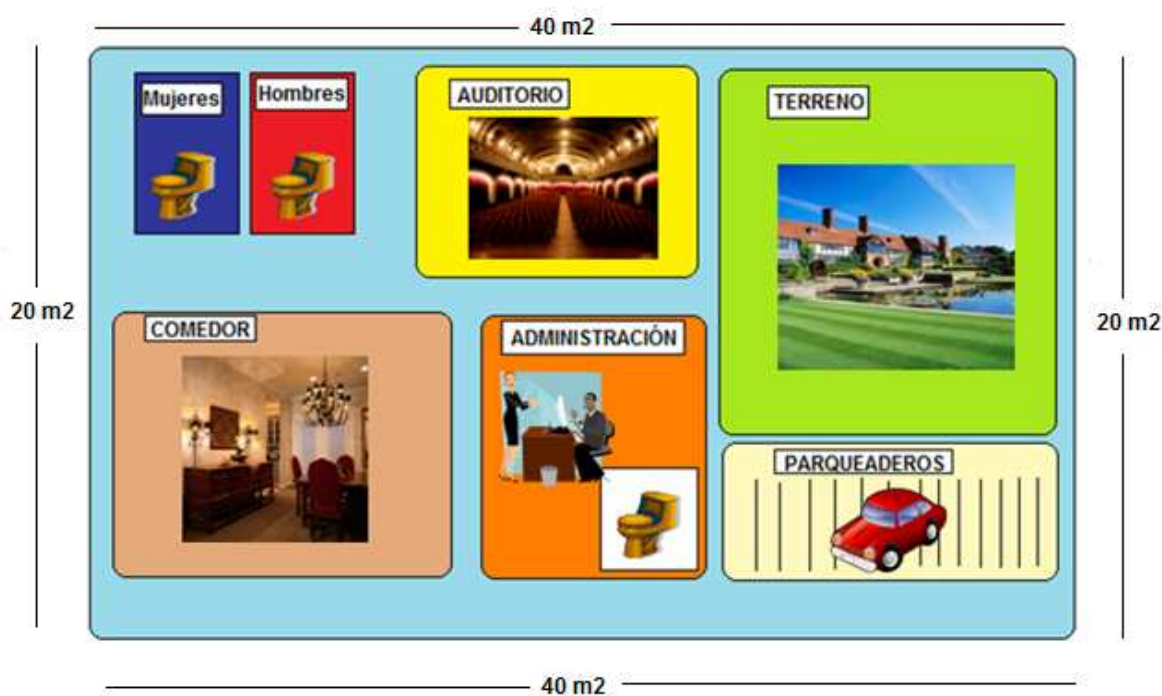 40 m2
Mujeres
Hombres
AUDITORIO
TERRENO
20 m2
20 m2
COMEDOR
ADMINISTRACIÓN
PARQUEADEROS
40 m2